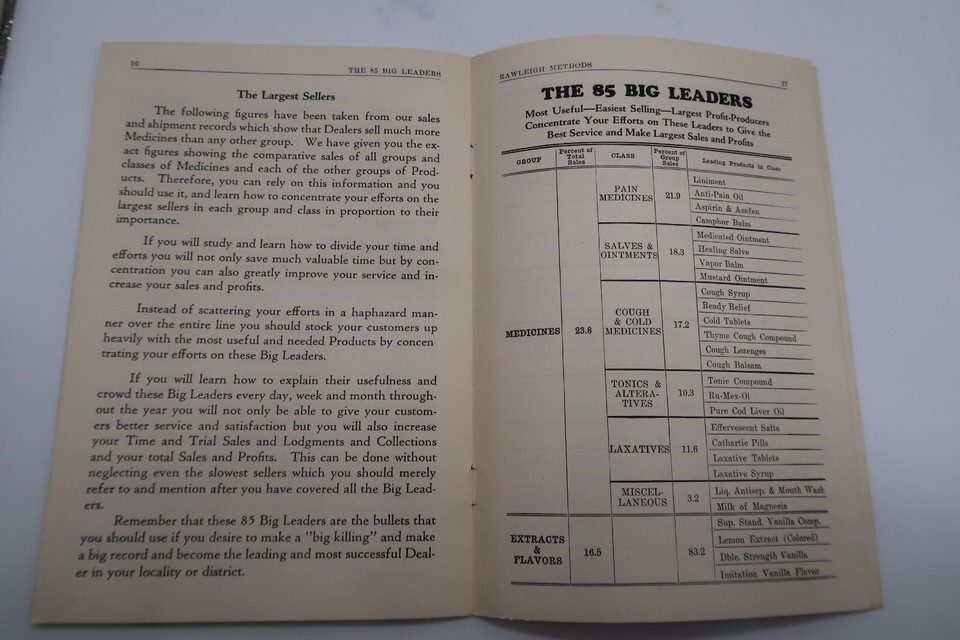 16
THE 85 BIG LEADERS
The Largest Sellers
The following figures have been taken from our sales
and shipment records which show that Dealers sell much more
Medicines than any other group. We have given you the ex-
act figures showing the comparative sales of all groups and
classes of Medicines and each of the other groups of Prod-
ucts. Therefore, you can rely on this information and you
should use it, and learn how to concentrate your efforts on the
largest sellers in each group and class in proportion to their
importance.
If you will study and learn how to divide your time and
efforts you will not only save much valuable time but by con-
centration you can also greatly improve your service and in-
crease your sales and profits.
Instead of scattering your efforts in a haphazard man-
ner over the entire line you should stock your customers up
heavily with the most useful and needed Products by concen
trating your efforts on these Big Leaders.
If you will learn how to explain their usefulness and
crowd these Big Leaders every day, week and month through-
out the year you will not only be able to give your custom-
ers better service and satisfaction but you will also increase
your Time and Trial Sales and Lodgments and Collections
and your total Sales and Profits. This can be done without
neglecting even the slowest sellers which you should merely
refer to and mention after you have covered all the Big Lead-
ers.
Remember that these 85 Big Leaders are the bullets that
you should use if you desire to make a "big killing" and make
a big record and become the leading and most successful Deal-
er in your locality or district.
RAWLEIGH METHODS
17
THE 85 BIG LEADERS
Most Useful—Easiest Selling—Largest Profit-Producers
Concentrate Your Efforts on These Leaders to Give the
Best Service and Make Largest Sales and Profits
GROUP
Percent of
Total
Sales
CLASS
Percent of
Group
Sales
Leading Products in Class
MEDICINES
23.8
PAIN
MEDICINES
21.9
Liniment
Anti-Pain Oil
Aspirin & Asafen
Camphor Balm
SALVES &
OINTMENTS
18.3
Medicated Ointment
Healing Salve
Vapor Balm
Mustard Ointment
COUGH
& COLD
MEDICINES
17.2
Cough Syrup
Ready Relief
Cold Tablets
Thyme Cough Compound
Cough Lozenges
Cough Balsam
TONICS &
ALTERA-
TIVES
10.3
Tonic Compound
Ru-Mex-Ol
Pure Cod Liver Oil
LAXATIVES
11.6
Effervescent Salts
Cathartic Pills
Laxative Tablets
Laxative Syrup
MISCEL-
LANEOUS
3.2
Liq. Antisep. & Mouth Wash
Milk of Magnesia
EXTRACTS
&
FLAVORS
16.5
83.2
Sup. Stand. Vanilla Comp.
Lemon Extract (Colored)
Dble. Strength Vanilla
Imitation Vanilla Flavor